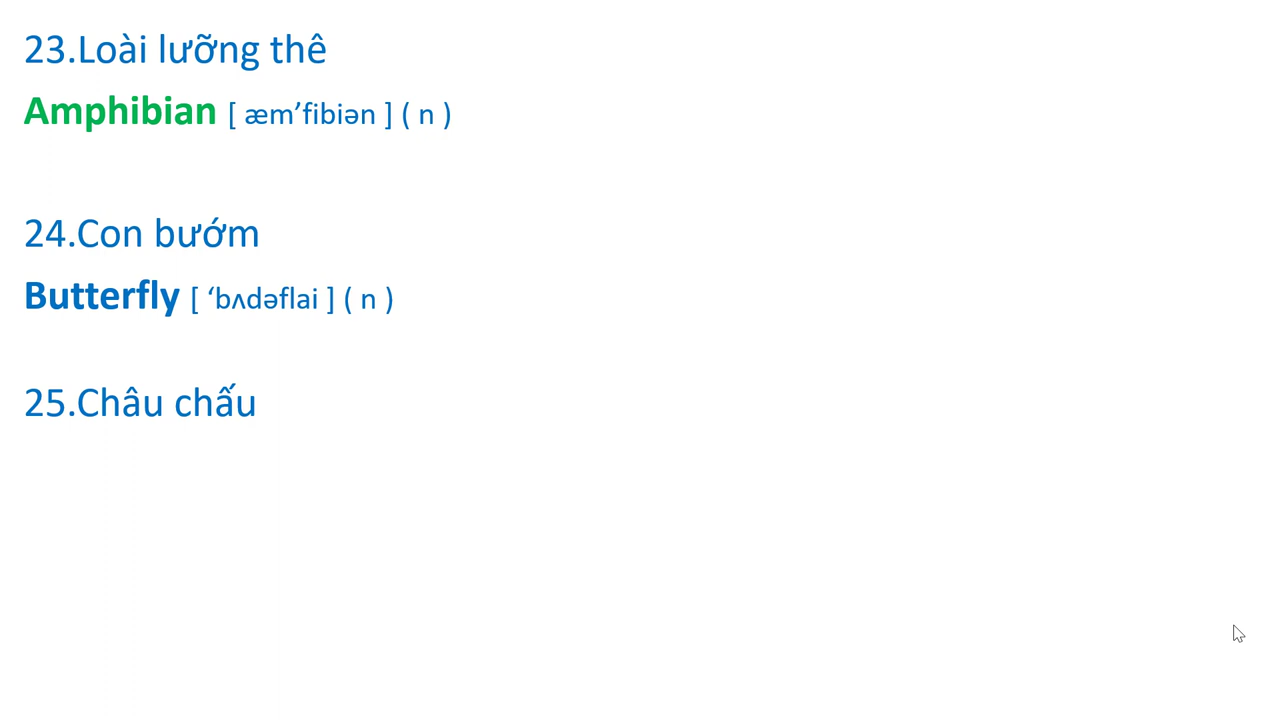 23.Loài lưỡng thê
Amphibian [ æm’fibiən ] ( n )
24.Con bướm
Butterfly [ ‘bʌdəflai ] ( n )
25.Châu chấu